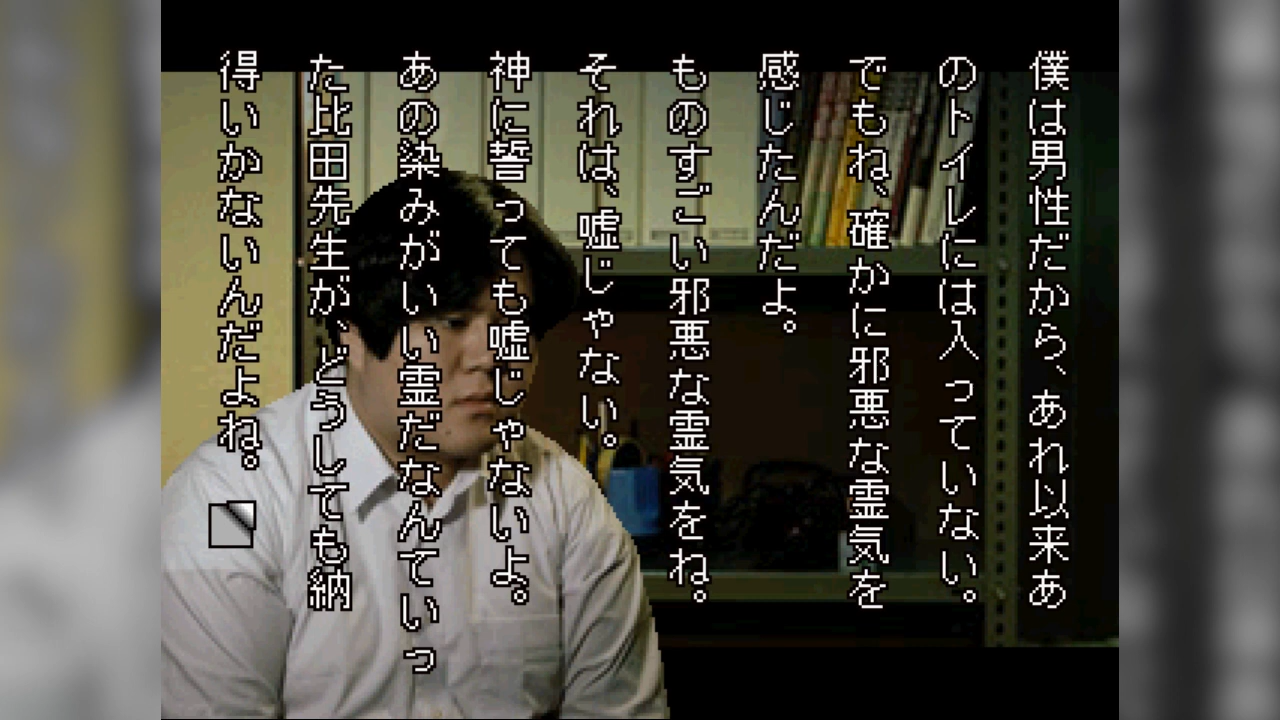 僕は男性だから、あれ以来あ
のトイレには入っていない。
でもね、確かに邪悪な霊気を
感じたんだよ。
ものすごい邪悪な霊気をね。
それは、嘘じゃない。
神に誓っても嘘じゃないよ。
あの染みがいい霊だなんていっ
た比田先生が、どうしても納
得いかないんだよね。